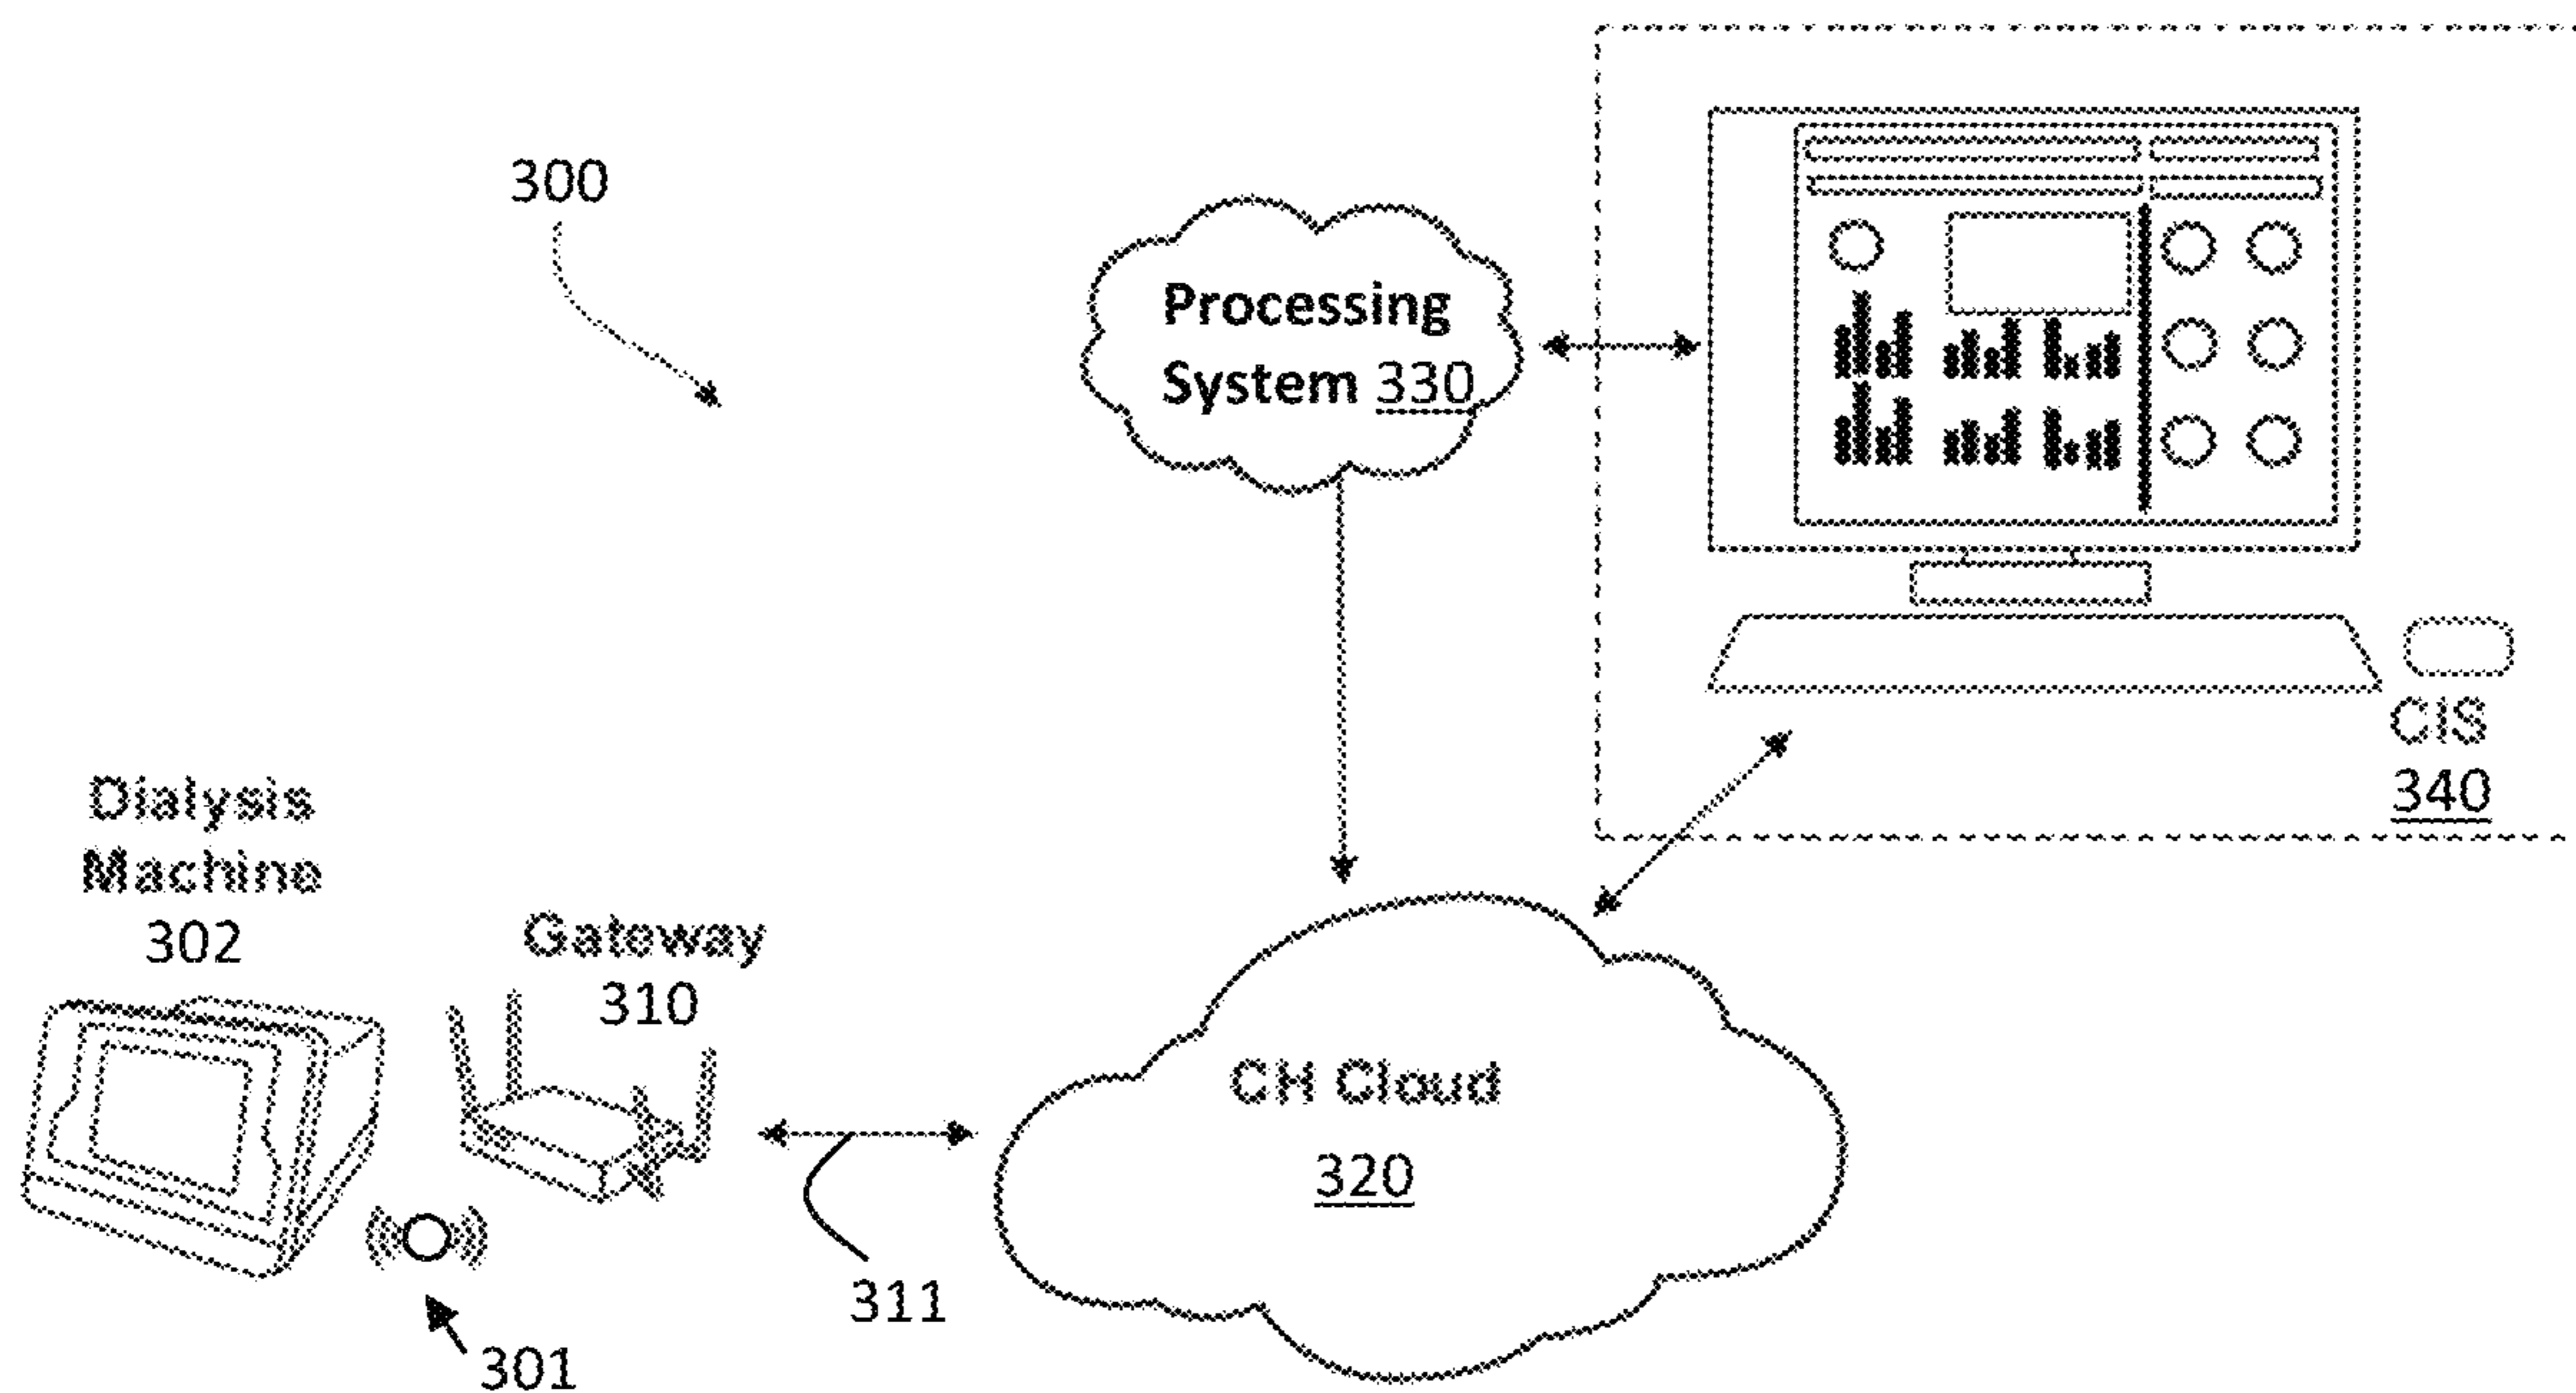 300
Processing
System 330
CIS
340
Dialysis
Machine
302
Gateway
310
CH Cloud
320
311
301